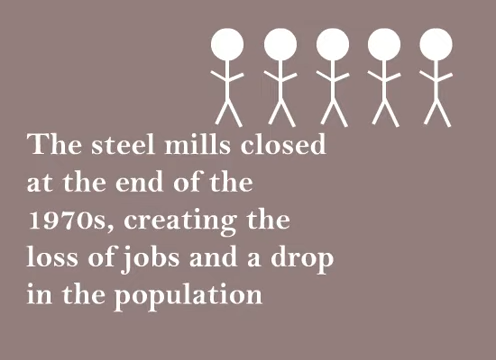 The steel mills closed
at the end of the
1970s, creating the
loss of jobs and a drop
in the population